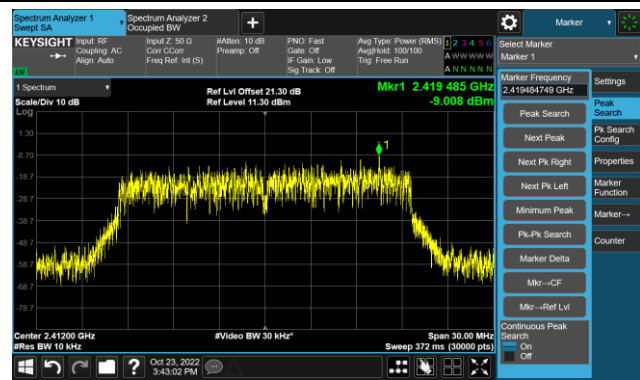 Spectrum Analyzer 1
Swept SA
Spectrum Analyzer 2
Occupied BW
Marker
KEYSIGHT
Input: RF
Coupling: AC
Align: Auto
Input Z: 50 Ω
Corr CCorr
Freq Ref: Int (S)
#Atten: 10 dB
Preamp: Off
PNO: Fast
Gate: Off
IF Gain: Low
Sig Track: Off
Avg Type: Power (RMS)
Avg|Hold: 100/100
Trig: Free Run
1 2 3 4 5 6
A W W W W W
A N N N N N
LW
Select Marker
Marker 1
1 Spectrum
Scale/Div 10 dB
Log
Ref Lvl Offset 21.30 dB
Ref Level 11.30 dBm
Mkr1 2.419 485 GHz
-9.008 dBm
1.30
-8.70
-18.7
-28.7
-38.7
-48.7
-58.7
-68.7
-78.7
1
Center 2.41200 GHz
#Res BW 10 kHz
#Video BW 30 kHz*
Span 30.00 MHz
Sweep 372 ms (30000 pts)
Marker Frequency
2.419484749 GHz
Peak Search
Next Peak
Next Pk Right
Next Pk Left
Minimum Peak
Pk-Pk Search
Marker Delta
Mkr→CF
Mkr→Ref Lvl
Continuous Peak
Search
On
Off
Settings
Peak
Search
Pk Search
Config
Properties
Marker
Function
Marker→
Counter
Oct 23, 2022
3:43:02 PM